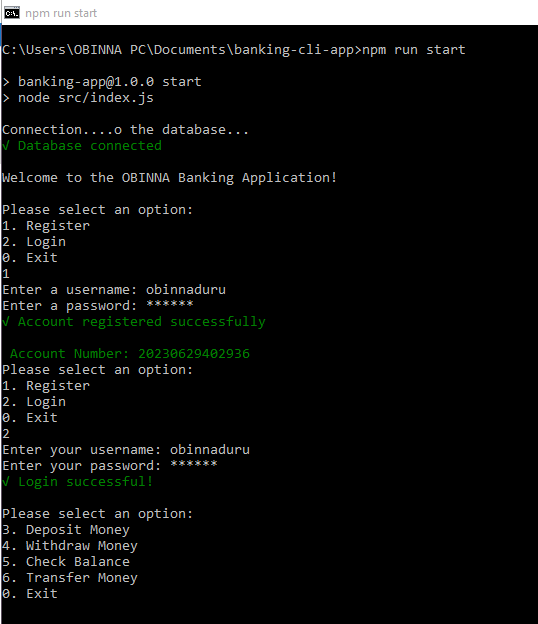 npm run start
C:\Users\OBINNA PC\Documents\banking-cli-app>npm run start
> banking-app@1.0.0 start
> node src/index.js
Connection....o the database...
√ Database connected
Welcome to the OBINNA Banking Application!
Please select an option:
1. Register
2. Login
0. Exit
1
Enter a username: obinnaduru
Enter a password: ******
√ Account registered successfully
Account Number: 20230629402936
Please select an option:
1. Register
2. Login
0. Exit
2
Enter your username: obinnaduru
Enter your password: ******
√ Login successful!
Please select an option:
3. Deposit Money
4. Withdraw Money
5. Check Balance
6. Transfer Money
0. Exit